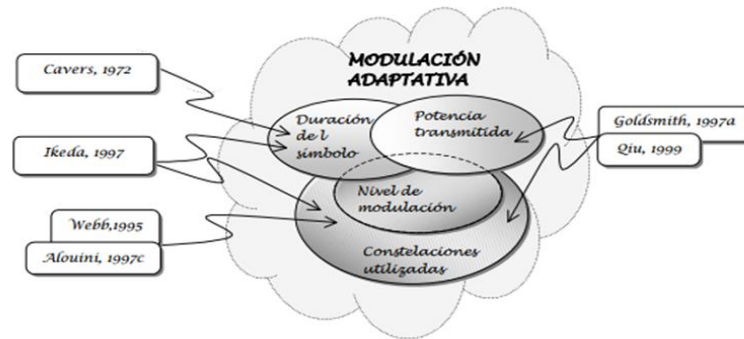 MODULACIÓN
ADAPTATIVA
Cavers, 1972
Duración
de l
símbolo
Potencia
transmitida
Goldsmith, 1997a
Qiu, 1999
Ikeda, 1997
Nivel de
modulación
Webb,1995
Alouini, 1997c
Constelaciones
utilizadas